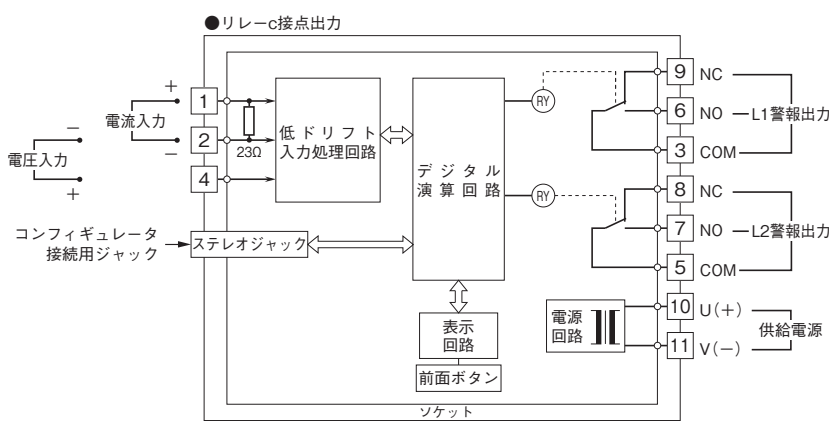 ●リレーc接点出力
+
電流入力
−
−
電圧入力
+
1
2
4
23Ω
低ドリフト
入力処理回路
デジタル
演算回路
RY
RY
9 NC
6 NO
3 COM
L1警報出力
8 NC
7 NO
5 COM
L2警報出力
コンフィギュレータ
接続用ジャック
ステレオジャック
表示
回路
前面ボタン
電源
回路
10 U(+)
11 V(−)
供給電源
ソケット